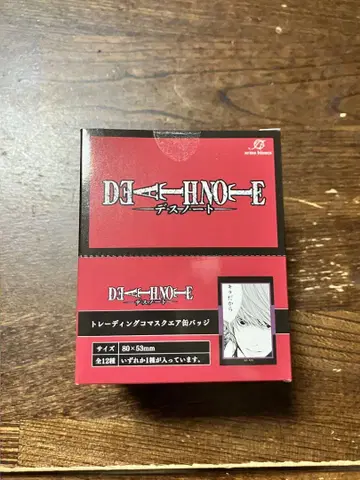 DEATH NOTE
デスノート
DEATH NOTE
デスノート
キラだから
トレーディングコマスクエア缶バッジ
サイズ 80×53mm
全12種 いずれか1種が入っています。